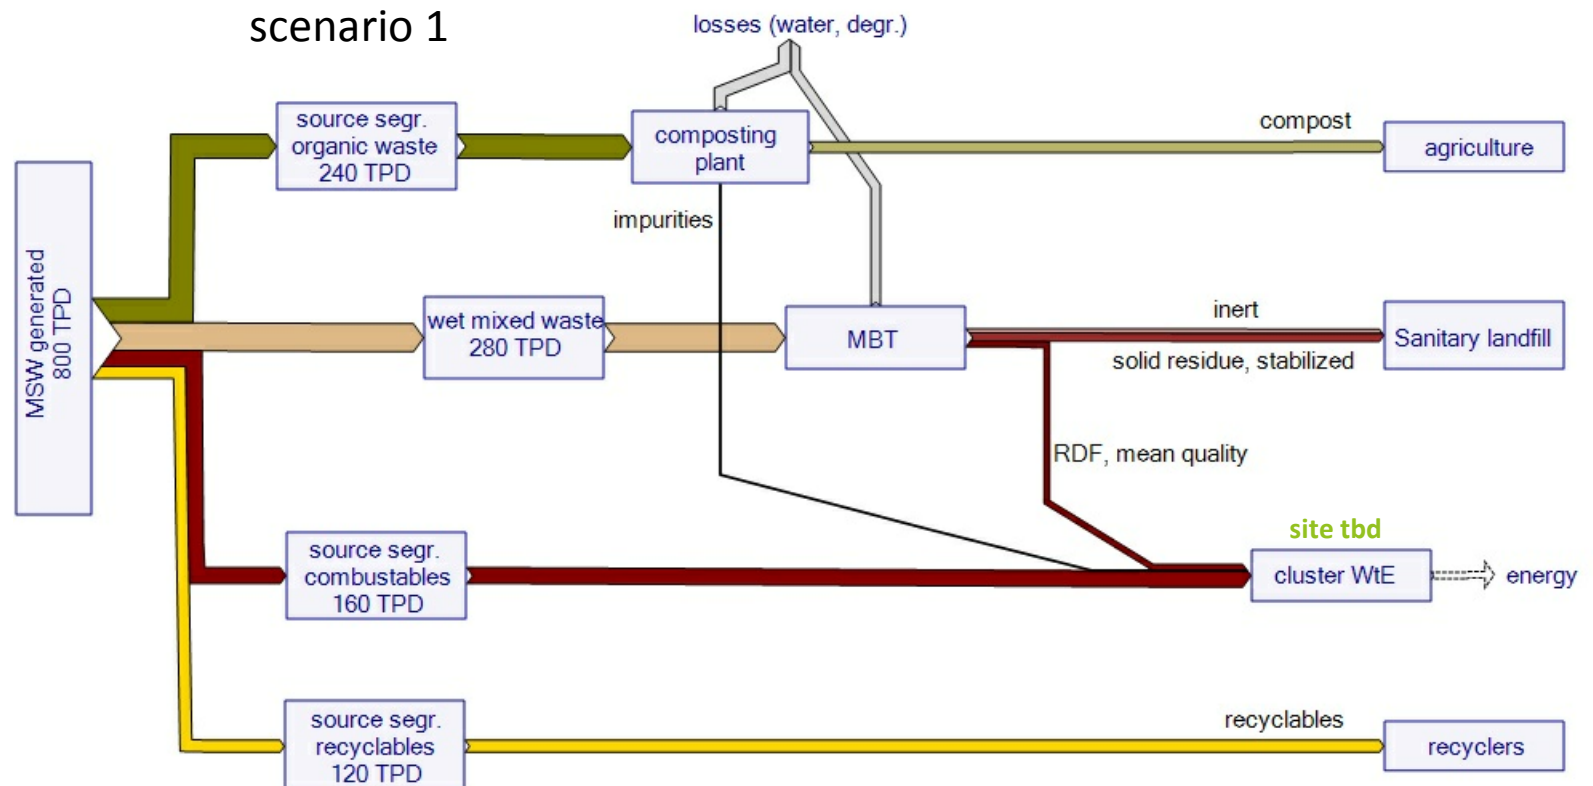 scenario 1
losses (water, degr.)
source segr.
organic waste
240 TPD
composting
plant
compost
agriculture
impurities
MSW generated
800 TPD
wet mixed waste
280 TPD
MBT
inert
solid residue, stabilized
Sanitary landfill
RDF, mean quality
site tbd
source segr.
combustables
160 TPD
cluster WtE
energy
source segr.
recyclables
120 TPD
recyclables
recyclers